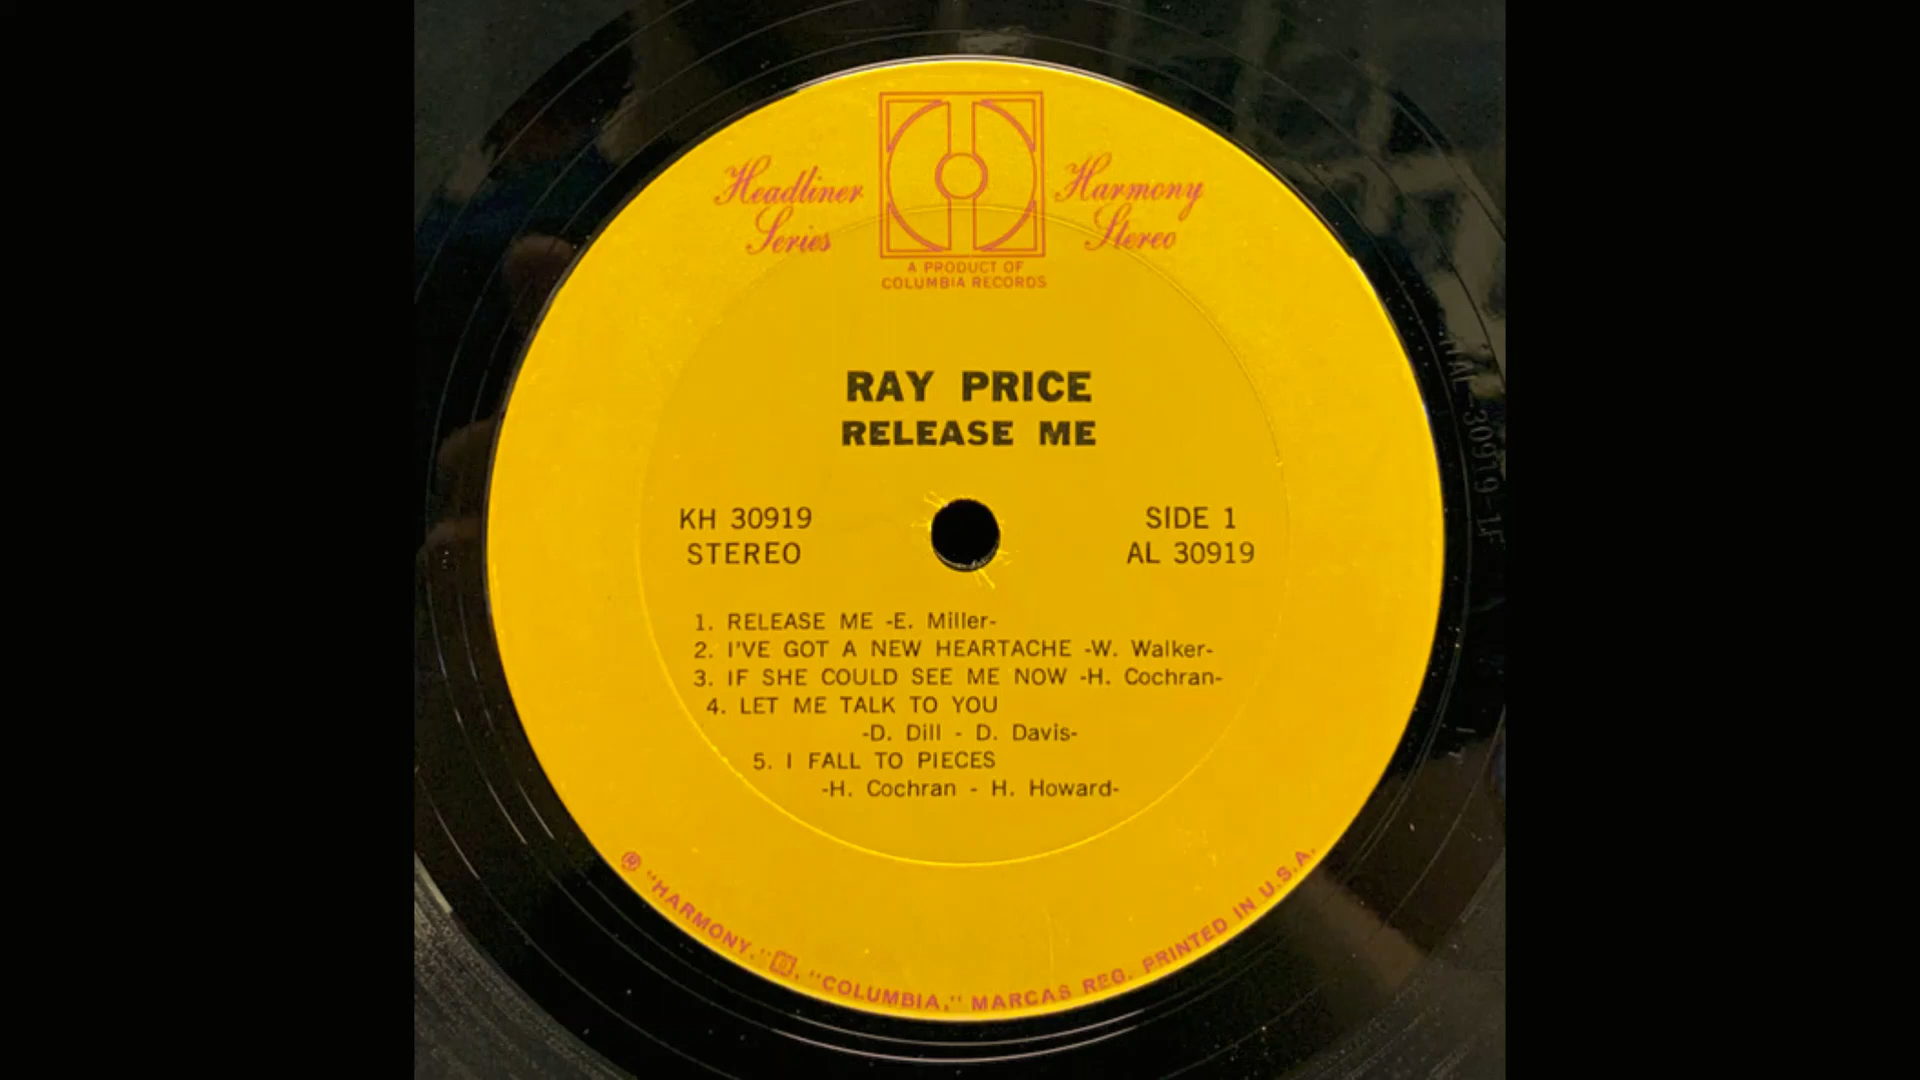 Headliner Series
Harmony Stereo
A PRODUCT OF
COLUMBIA RECORDS
RAY PRICE
RELEASE ME
KH 30919
STEREO
SIDE 1
AL 30919
1. RELEASE ME -E. Miller-
2. I'VE GOT A NEW HEARTACHE -W. Walker-
3. IF SHE COULD SEE ME NOW -H. Cochran-
4. LET ME TALK TO YOU
-D. Dill - D. Davis-
5. I FALL TO PIECES
-H. Cochran - H. Howard-
Ⓗ "HARMONY," , "COLUMBIA," MARCAS REG. PRINTED IN U.S.A.
AL-30919-1F